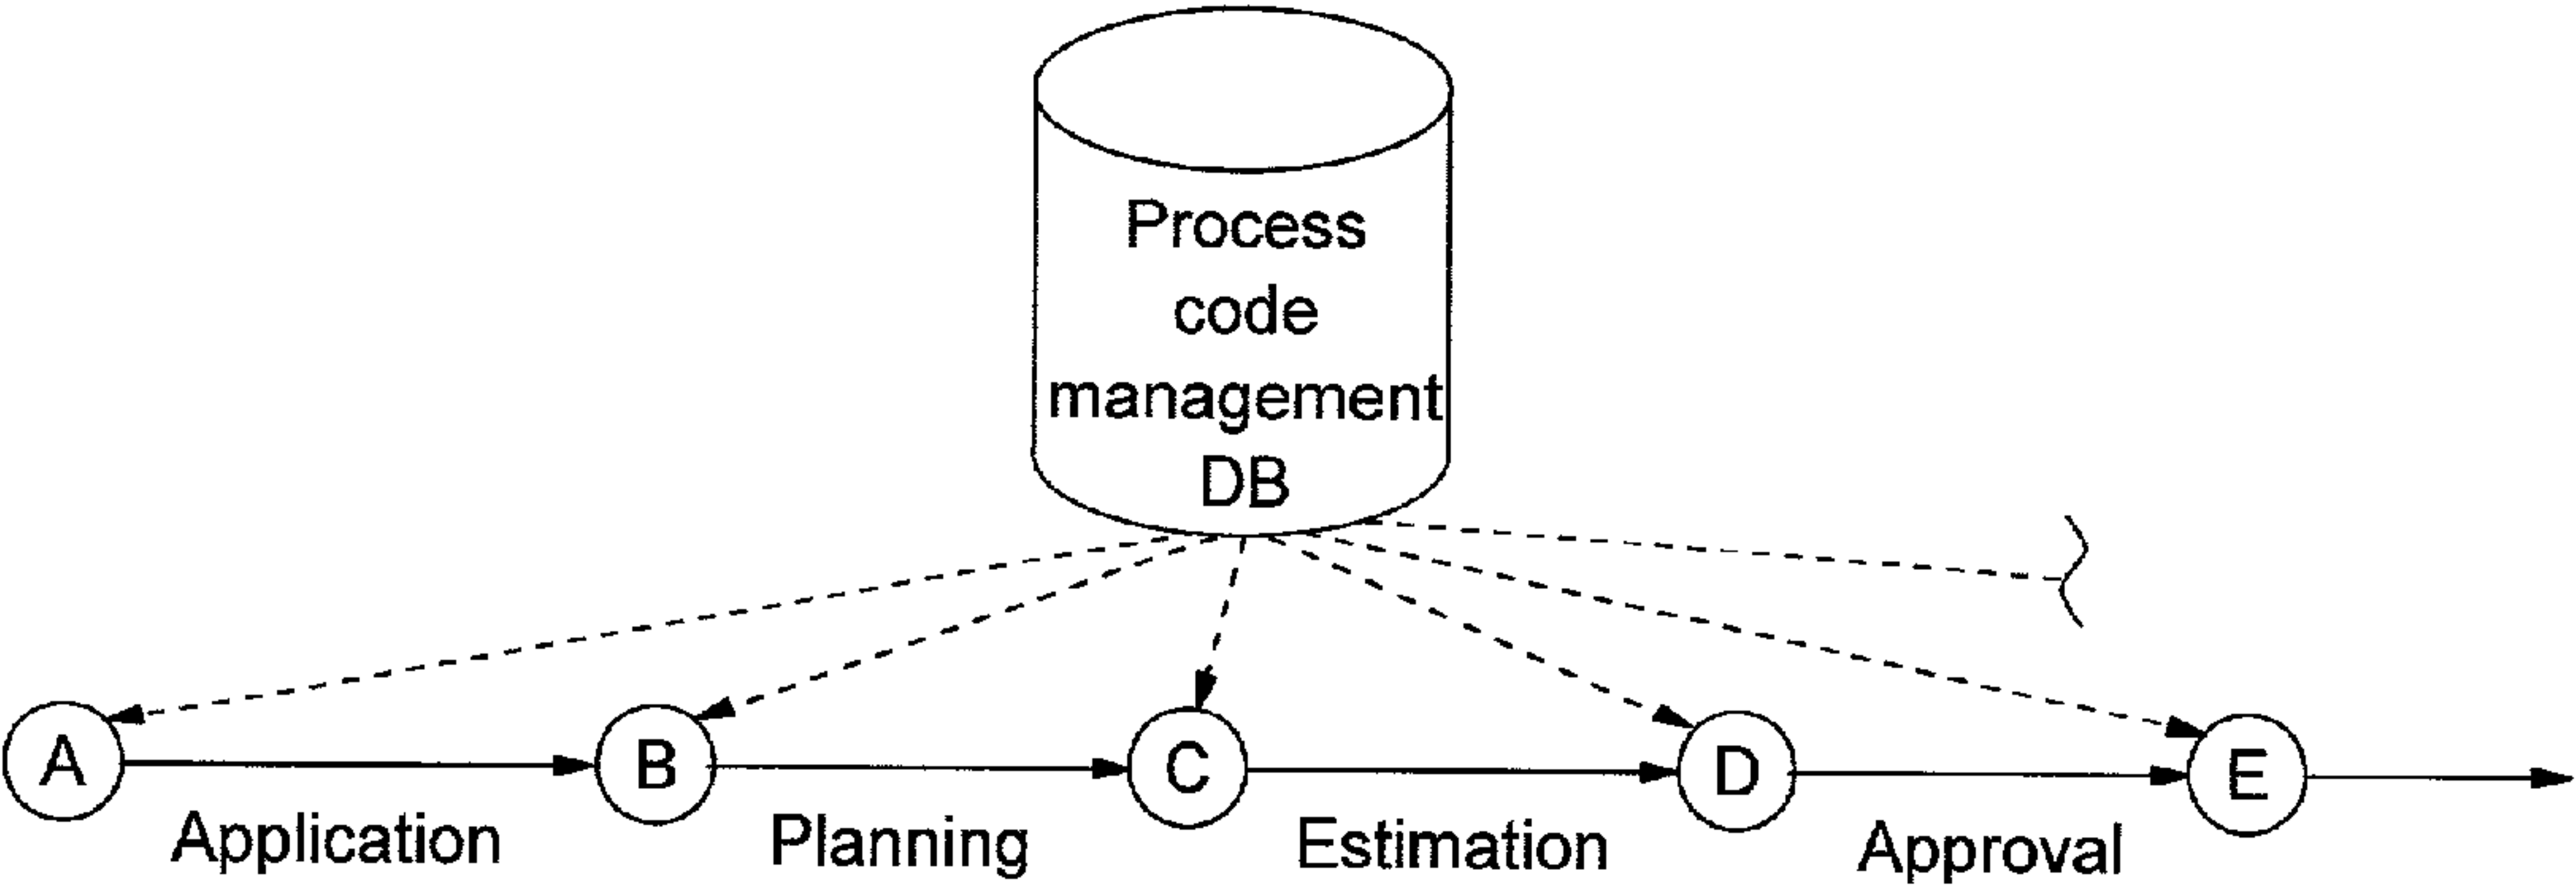 Process
code
management
DB
A
B
C
D
E
Application
Planning
Estimation
Approval